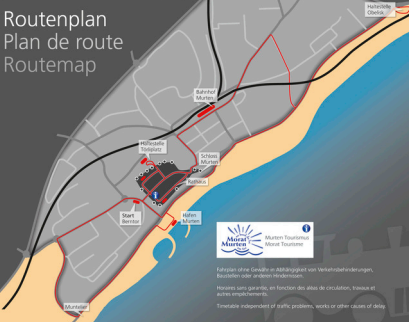 Routenplan
Plan de route
Routemap
Haltestelle
Obelisk
Bahnhof
Murten
Haltestelle
Törliplatz
Schloss
Murten
Rathaus
Start
Berntor
Hafen
Murten
Muntelier
Morat
Murten
Murten Tourismus
Morat Tourisme
Fahrplan ohne Gewähr in Abhängigkeit von Verkehrsbehinderungen,
Baustellen oder anderen Hindernissen.
Horaires sans garantie, en fonction des aléas de circulation, travaux et
autres empêchements.
Timetable independent of traffic problems, works or other causes of delay.